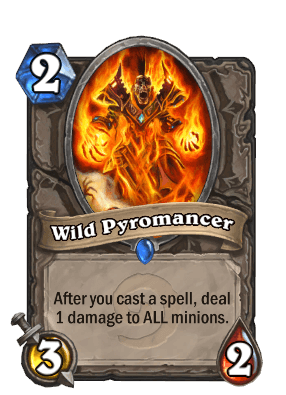 2
Wild Pyromancer
After you cast a spell, deal
1 damage to ALL minions.
3
2